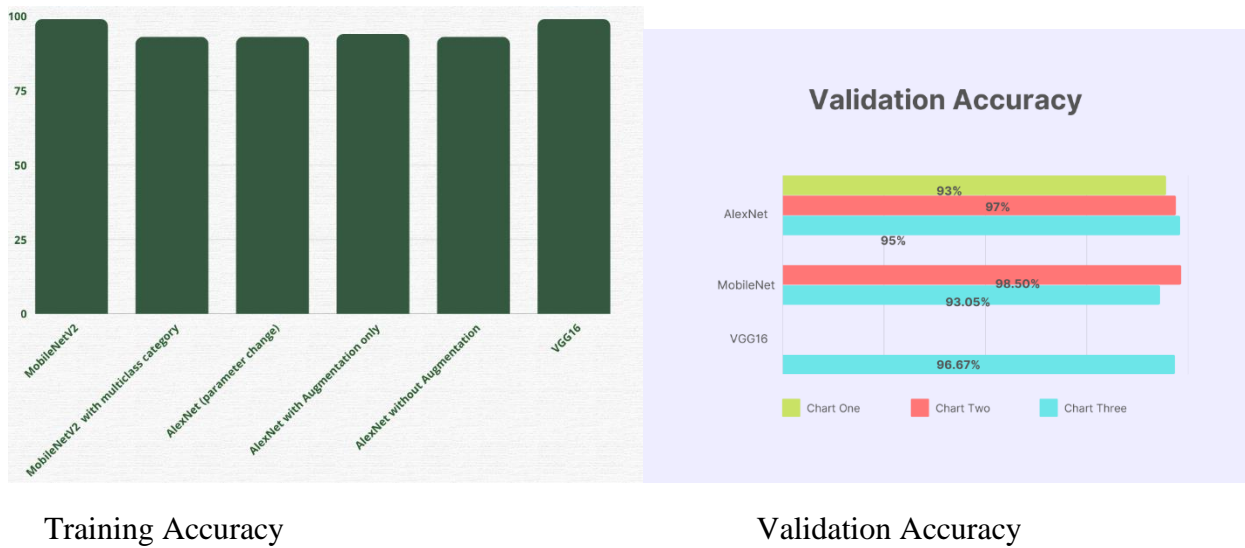 100
75
50
25
0
MobileNetV2
MobileNetV2 with multiclass category
AlexNet (parameter change)
AlexNet with Augmentation only
AlexNet without Augmentation
VGG16
Validation Accuracy
93%
AlexNet
97%
95%
MobileNet
98.50%
93.05%
VGG16
96.67%
Chart One
Chart Two
Chart Three
Training Accuracy
Validation Accuracy